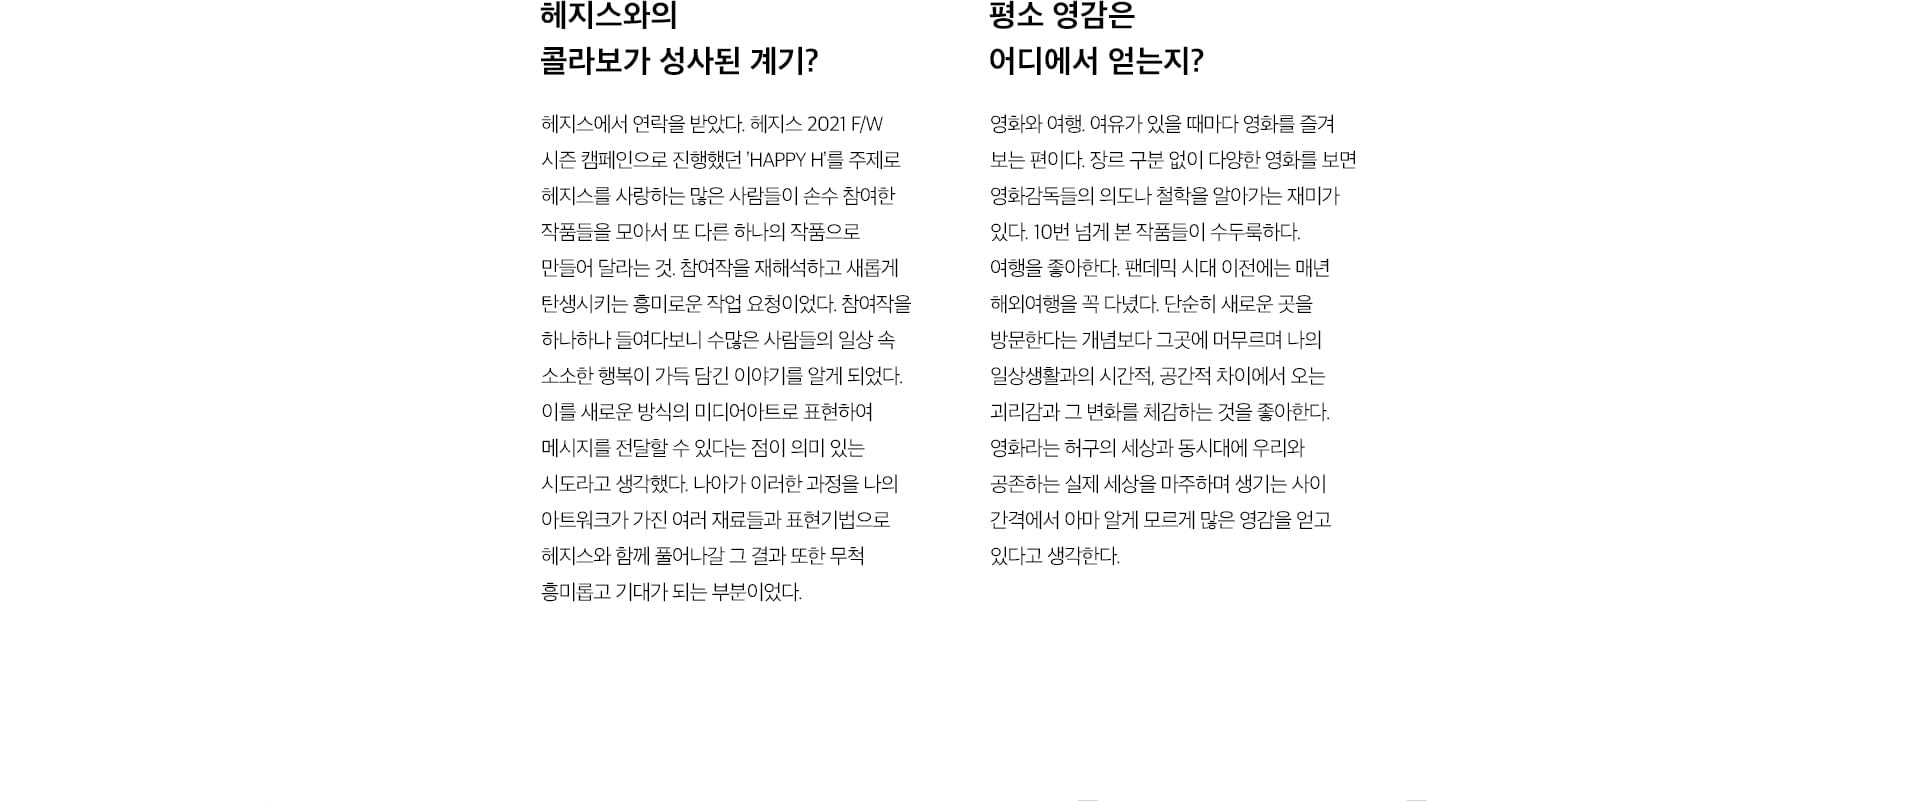 헤지스와의
콜라보가 성사된 계기?
헤지스에서 연락을 받았다. 헤지스 2021 F/W
시즌 캠페인으로 진행했던 'HAPPY H'를 주제로
헤지스를 사랑하는 많은 사람들이 손수 참여한
작품들을 모아서 또 다른 하나의 작품으로
만들어 달라는 것. 참여작을 재해석하고 새롭게
탄생시키는 흥미로운 작업 요청이었다. 참여작을
하나하나 들여다보니 수많은 사람들의 일상 속
소소한 행복이 가득 담긴 이야기를 알게 되었다.
이를 새로운 방식의 미디어아트로 표현하여
메시지를 전달할 수 있다는 점이 의미 있는
시도라고 생각했다. 나아가 이러한 과정을 나의
아트워크가 가진 여러 재료들과 표현기법으로
헤지스와 함께 풀어나갈 그 결과 또한 무척
흥미롭고 기대가 되는 부분이었다.
평소 영감은
어디에서 얻는지?
영화와 여행. 여유가 있을 때마다 영화를 즐겨
보는 편이다. 장르 구분 없이 다양한 영화를 보면
영화감독들의 의도나 철학을 알아가는 재미가
있다. 10번 넘게 본 작품들이 수두룩하다.
여행을 좋아한다. 팬데믹 시대 이전에는 매년
해외여행을 꼭 다녔다. 단순히 새로운 곳을
방문한다는 개념보다 그곳에 머무르며 나의
일상생활과의 시간적, 공간적 차이에서 오는
괴리감과 그 변화를 체감하는 것을 좋아한다.
영화라는 허구의 세상과 동시대에 우리와
공존하는 실제 세상을 마주하며 생기는 사이
간격에서 아마 알게 모르게 많은 영감을 얻고
있다고 생각한다.